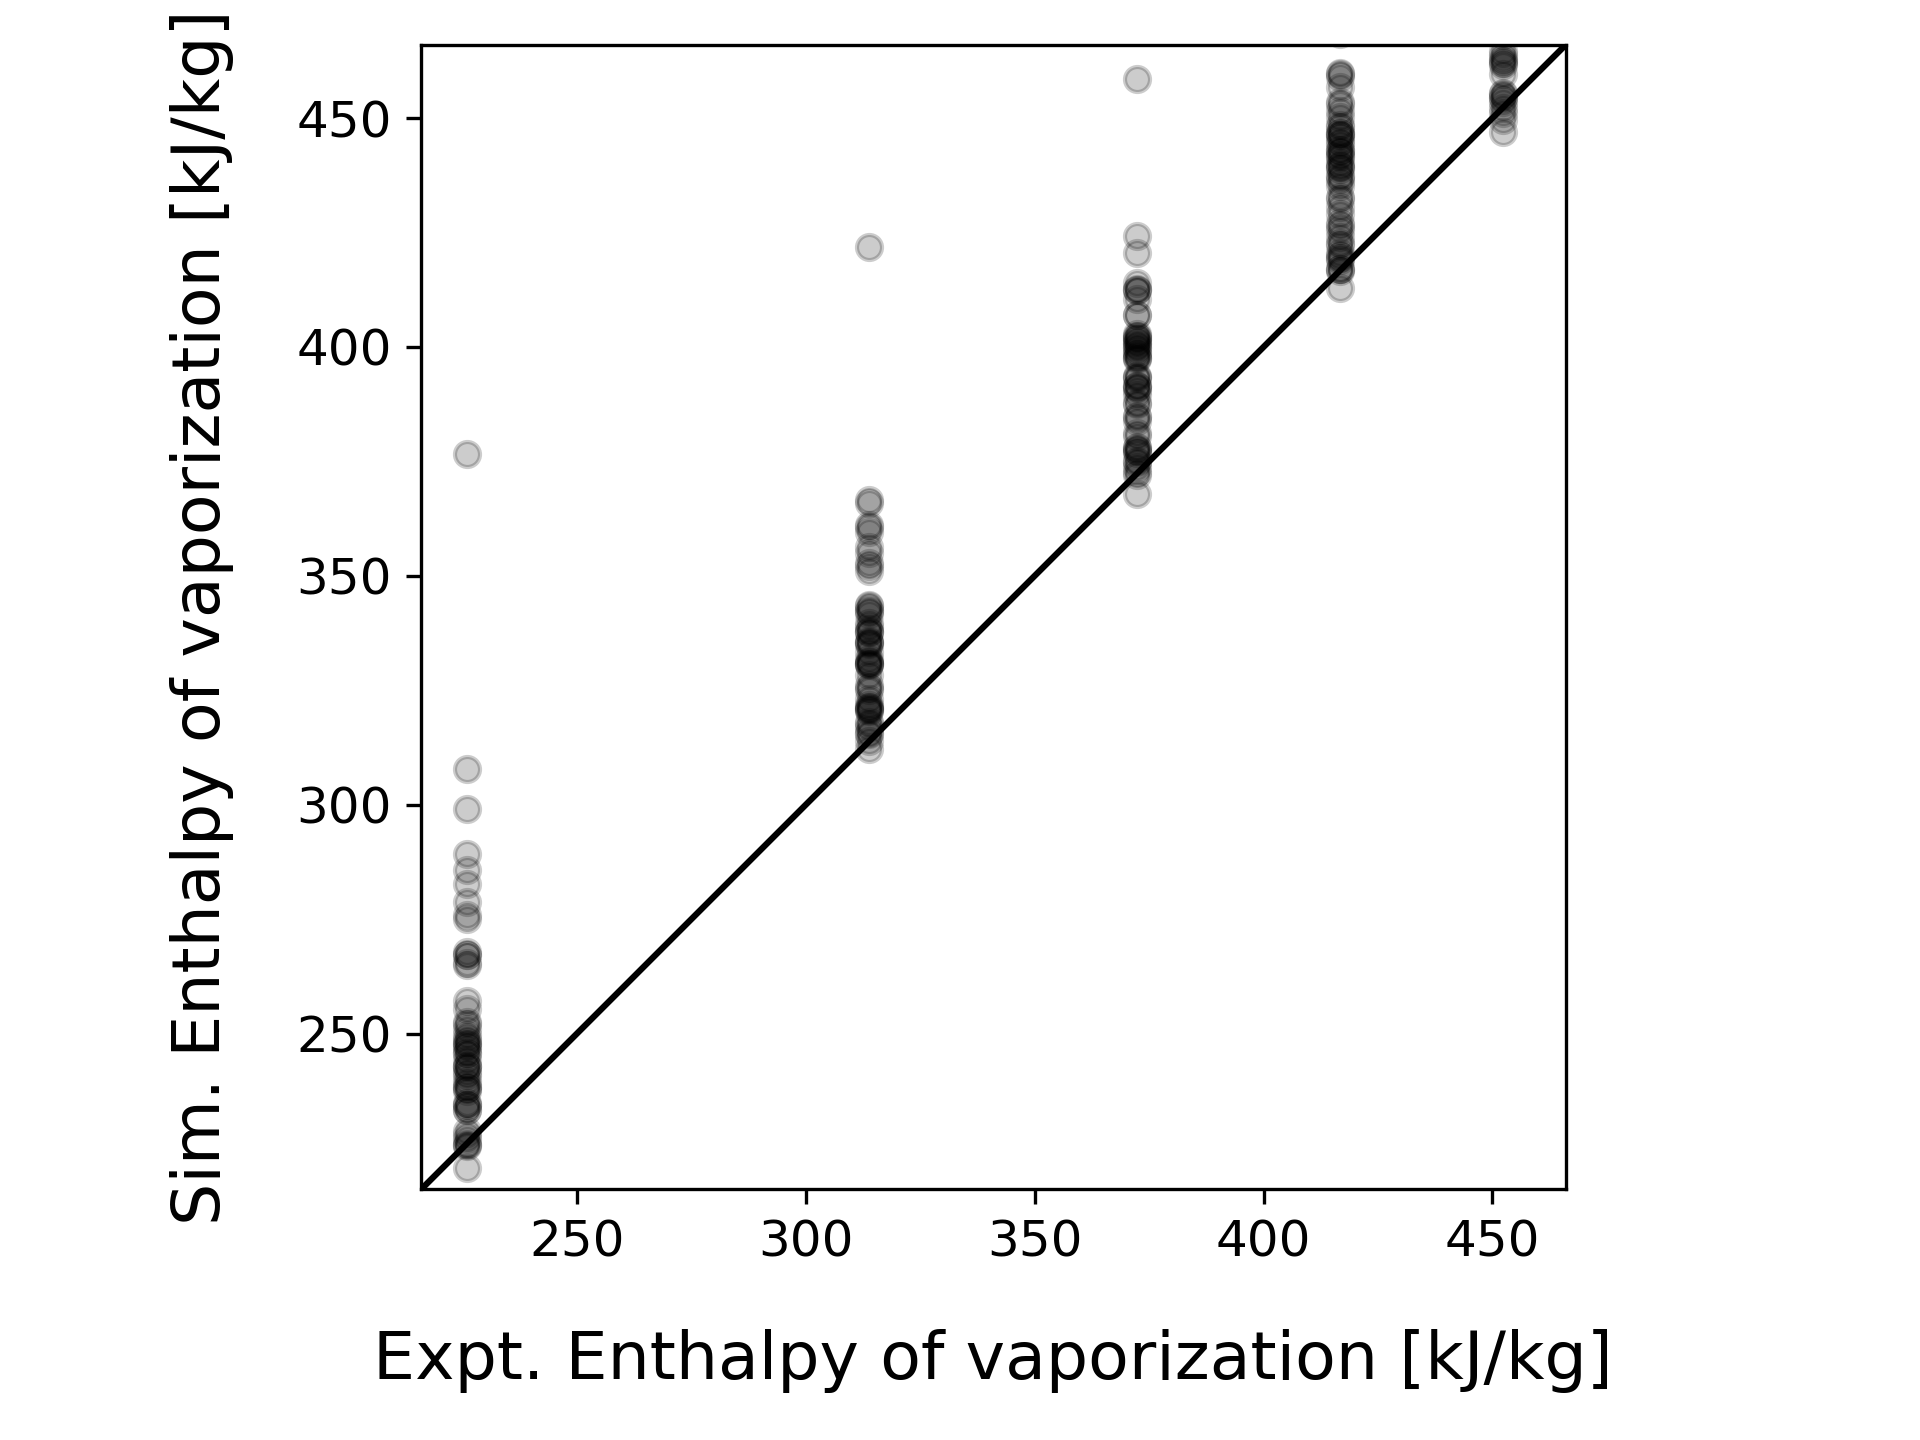 Sim. Enthalpy of vaporization [kJ/kg]
450
400
350
300
250
250 300 350 400 450
Expt. Enthalpy of vaporization [kJ/kg]